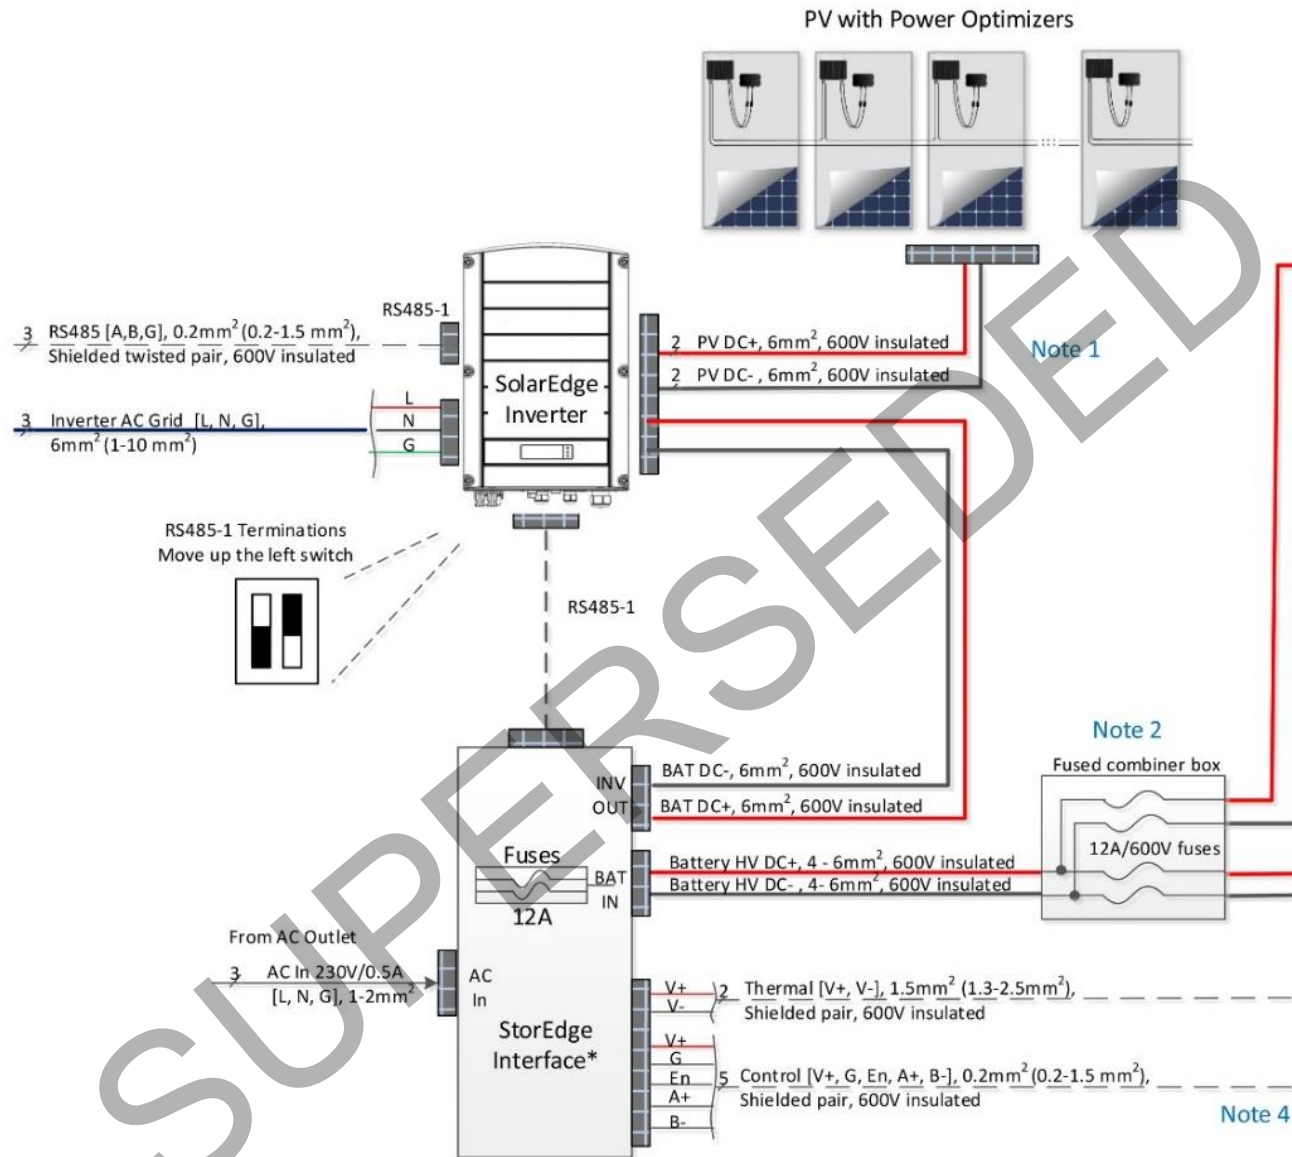 PV with Power Optimizers
RS485-1
3 RS485 [A,B,G], 0.2mm² (0.2-1.5 mm²),
Shielded twisted pair, 600V insulated
2 PV DC+, 6mm², 600V insulated
Note 1
2 PV DC- , 6mm², 600V insulated
SolarEdge
Inverter
L
N
G
3 Inverter AC Grid [L, N, G],
6mm² (1-10 mm²)
RS485-1 Terminations
Move up the left switch
RS485-1
SUPERSEDED
Note 2
Fused combiner box
12A/600V fuses
INV
OUT
BAT DC-, 6mm², 600V insulated
BAT DC+, 6mm², 600V insulated
Fuses
12A
BAT
IN
Battery HV DC+, 4 - 6mm², 600V insulated
Battery HV DC- , 4- 6mm², 600V insulated
From AC Outlet
3 AC In 230V/0.5A
[L, N, G], 1-2mm²
AC
In
StorEdge
Interface*
V+
V-
2 Thermal [V+, V-], 1.5mm² (1.3-2.5mm²),
Shielded pair, 600V insulated
V+
G
En
A+
B-
5 Control [V+, G, En, A+, B-], 0.2mm² (0.2-1.5 mm²),
Shielded pair, 600V insulated
Note 4